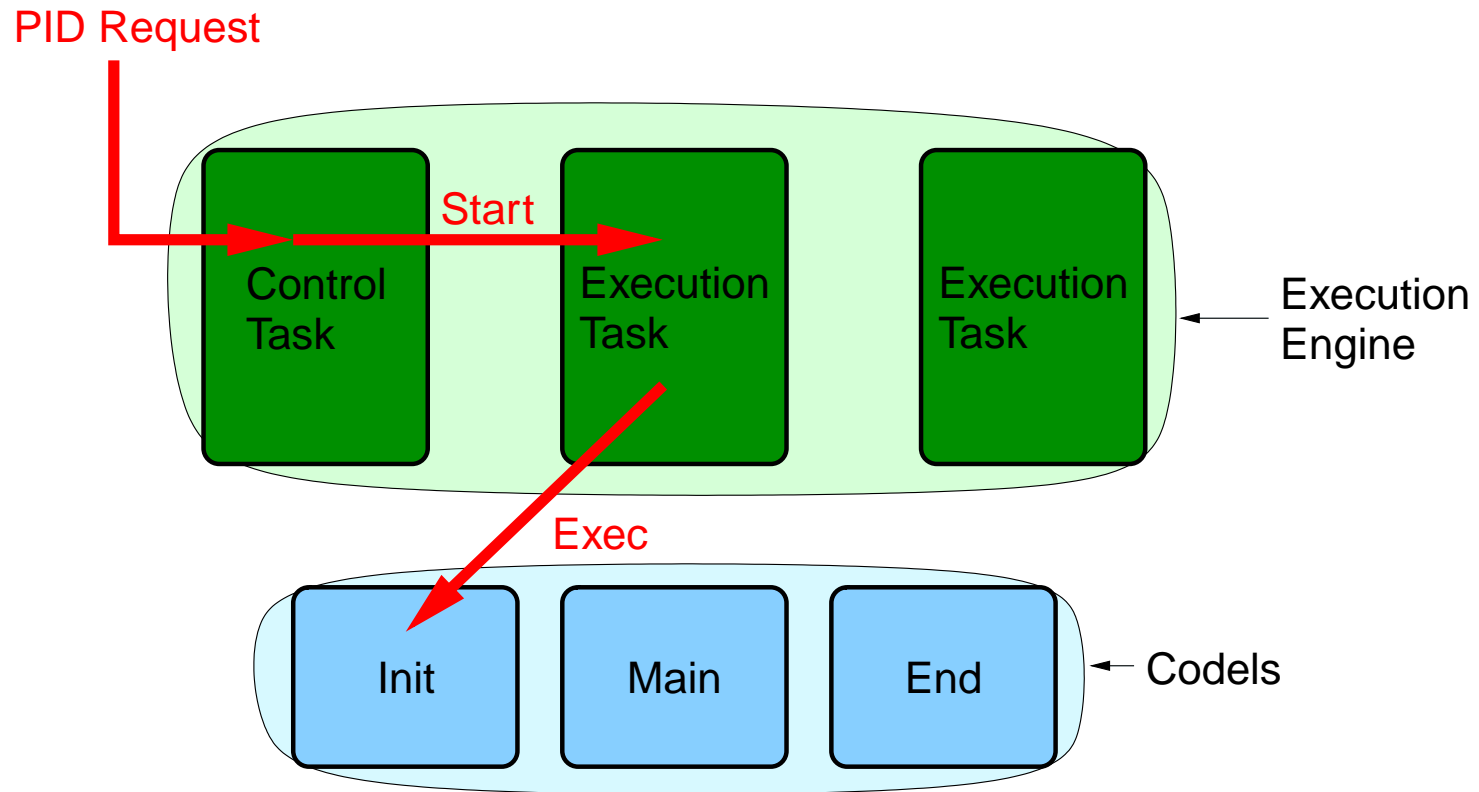 PID Request
Start
Control
Task
Execution
Task
Execution
Task
Execution
Engine
Exec
Init
Main
End
Codels